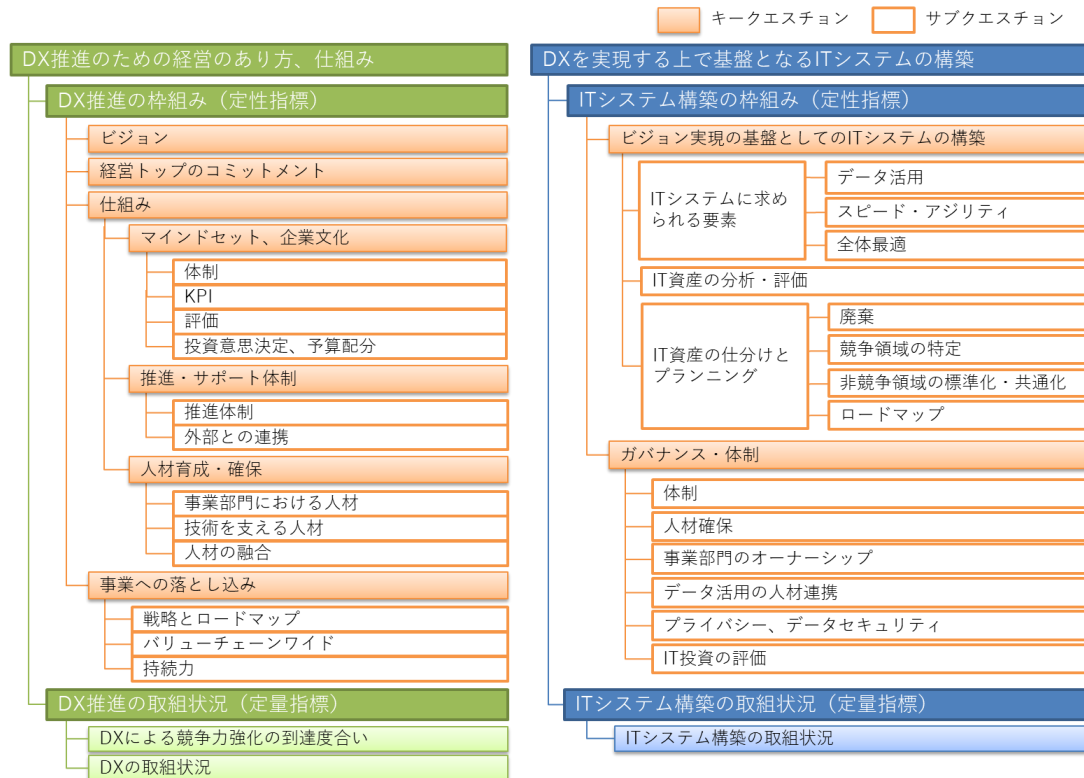 キークエスチョン
サブクエスチョン
DX推進のための経営のあり方、仕組み
DX推進の枠組み（定性指標）
ビジョン
経営トップのコミットメント
仕組み
マインドセット、企業文化
体制
KPI
評価
投資意思決定、予算配分
推進・サポート体制
推進体制
外部との連携
人材育成・確保
事業部門における人材
技術を支える人材
人材の融合
事業への落とし込み
戦略とロードマップ
バリューチェーンワイド
持続力
DX推進の取組状況（定量指標）
DXによる競争力強化の到達度合い
DXの取組状況
DXを実現する上で基盤となるITシステムの構築
ITシステム構築の枠組み（定性指標）
ビジョン実現の基盤としてのITシステムの構築
ITシステムに求め
られる要素
データ活用
スピード・アジリティ
全体最適
IT資産の分析・評価
IT資産の仕分けと
プランニング
廃棄
競争領域の特定
非競争領域の標準化・共通化
ロードマップ
ガバナンス・体制
体制
人材確保
事業部門のオーナーシップ
データ活用の人材連携
プライバシー、データセキュリティ
IT投資の評価
ITシステム構築の取組状況（定量指標）
ITシステム構築の取組状況